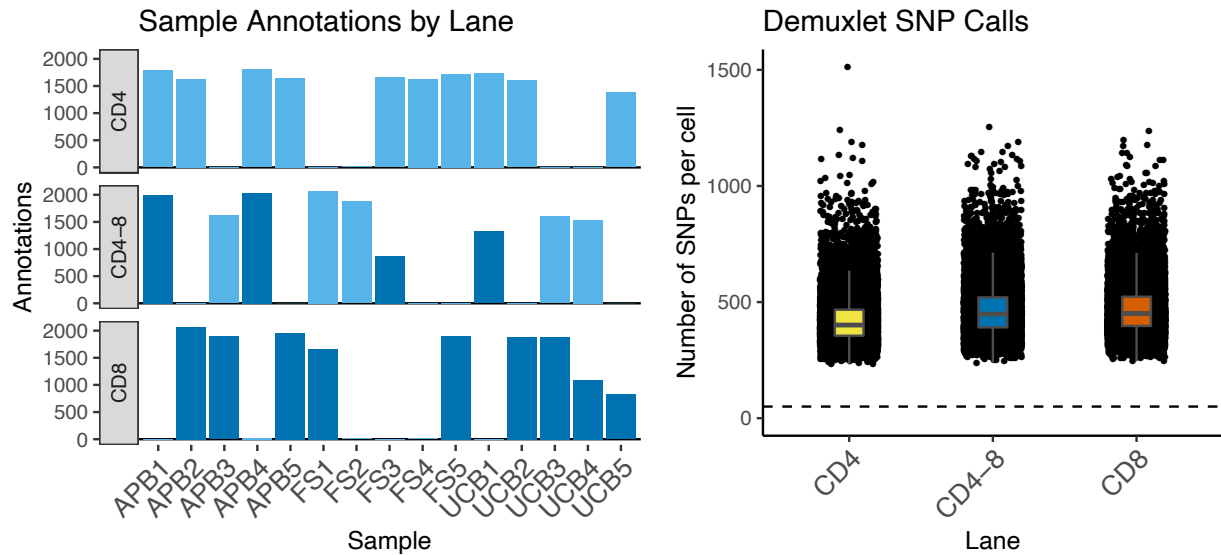 Sample Annotations by Lane
Annotations
CD4
2000
1500
1000
500
0
CD4−8
2000
1500
1000
500
0
CD8
2000
1500
1000
500
0
APB1
APB2
APB3
APB4
APB5
FS1
FS2
FS3
FS4
FS5
UCB1
UCB2
UCB3
UCB4
UCB5
Sample
Demuxlet SNP Calls
Number of SNPs per cell
1500
1000
500
0
CD4
CD4−8
CD8
Lane